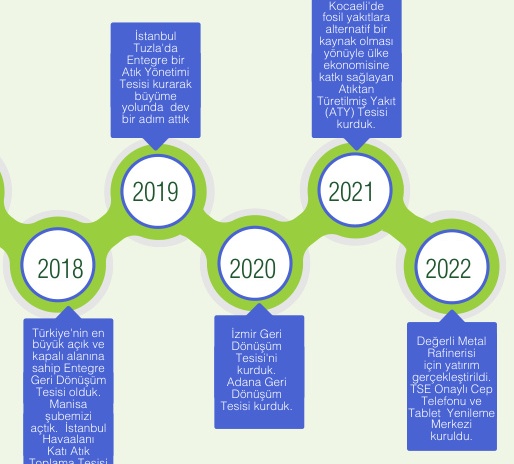 İstanbul
Tuzla'da
Entegre bir
Atık Yönetimi
Tesisi kurarak
büyüme
yolunda dev
bir adım attık
Kocaeli'de
fosil yakıtlara
alternatif bir
kaynak olması
yönüyle ülke
ekonomisine
katkı sağlayan
Atıktan
Türetilmiş Yakıt
(ATY) Tesisi
kurduk.
2019
2021
2018
2020
2022
Türkiye'nin en
büyük açık ve
kapalı alanına
sahip Entegre
Geri Dönüşüm
Tesisi olduk.
Manisa
şubemizi
açtık. İstanbul
Havaalanı
Katı Atık
Toplama Tesisi
İzmir Geri
Dönüşüm
Tesisi'ni
kurduk.
Adana Geri
Dönüşüm
Tesisi kurduk.
Değerli Metal
Rafinerisi
için yatırım
gerçekleştirildi.
TSE Onaylı Cep
Telefonu ve
Tablet Yenileme
Merkezi
kuruldu.